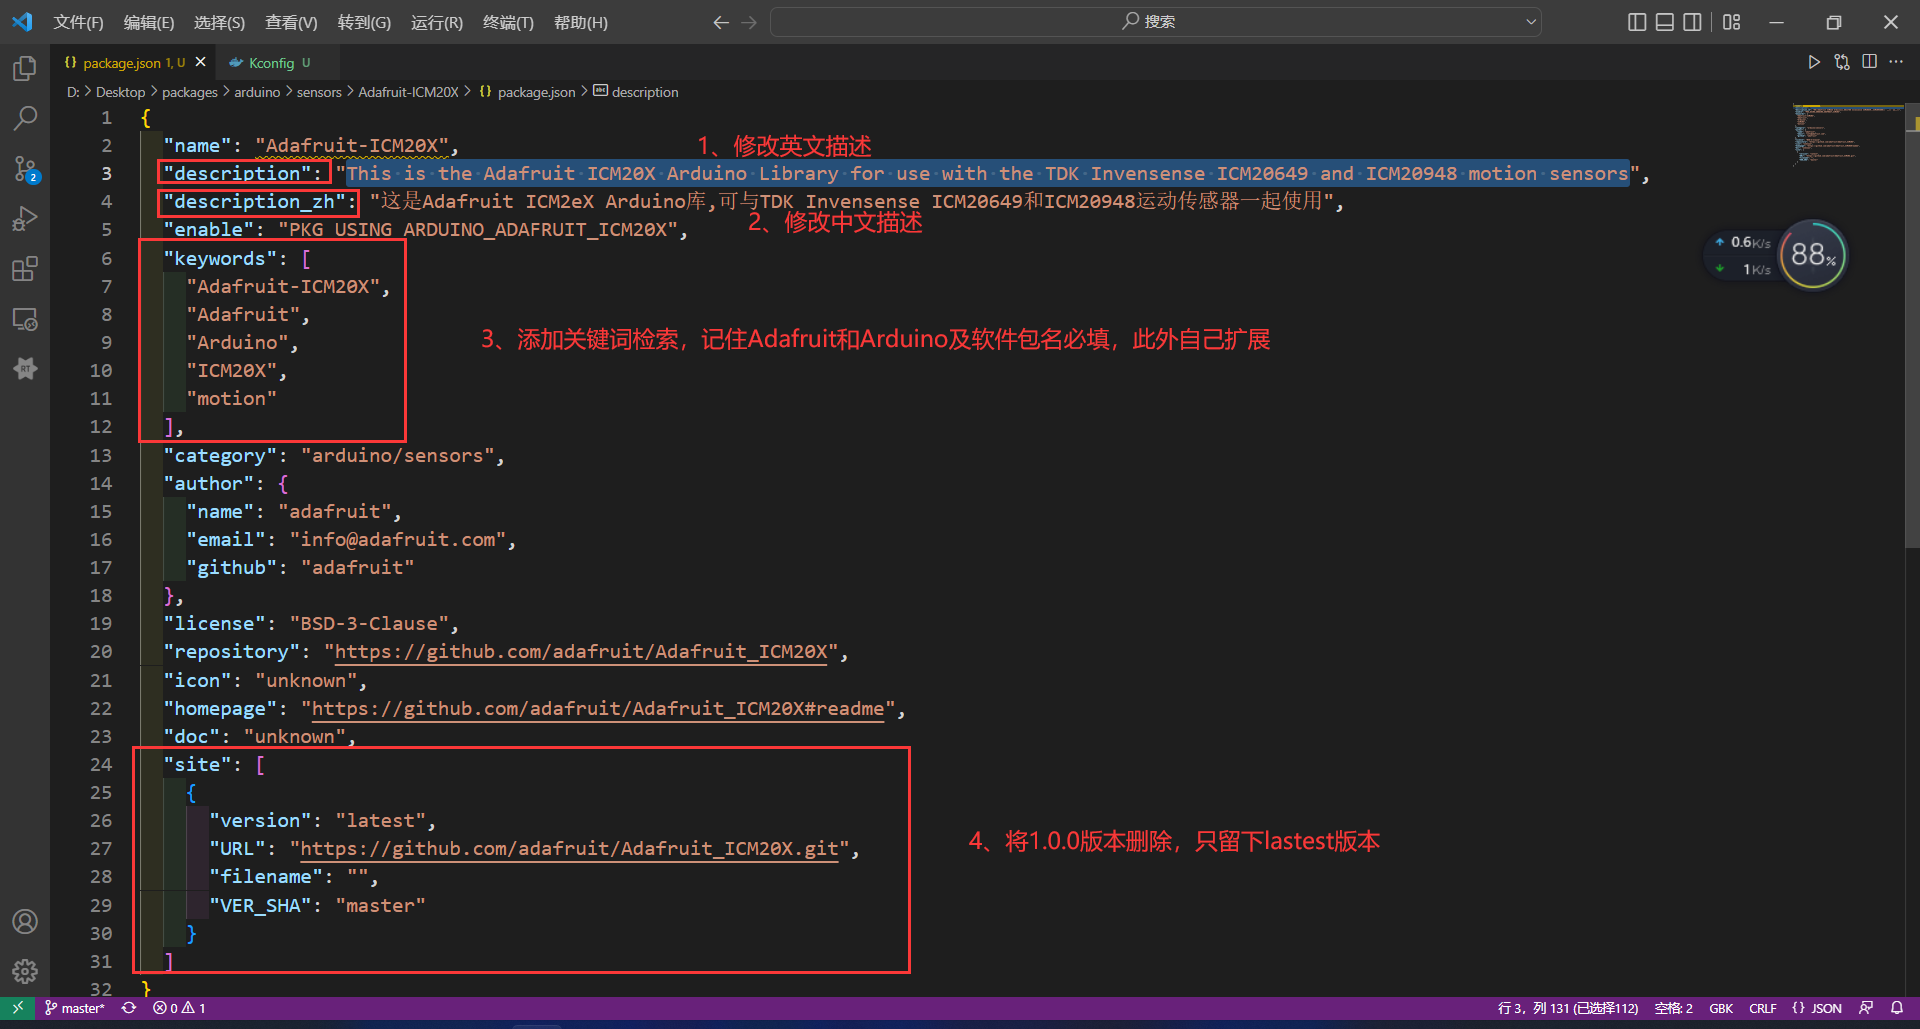 文件(F) 编辑(E) 选择(S) 查看(V) 转到(G) 运行(R) 终端(T) 帮助(H) 搜索
{} package.json 1, U Kconfig U
D: > Desktop > packages > arduino > sensors > Adafruit-ICM20X > {} package.json > description
1 {
2 "name": "Adafruit-ICM20X",
1、修改英文描述
3 "description": "This is the Adafruit ICM20X Arduino Library for use with the TDK Invensense ICM20649 and ICM20948 motion sensors",
4 "description_zh": "这是Adafruit ICM2eX Arduino库,可与TDK Invensense ICM20649和ICM20948运动传感器一起使用",
2、修改中文描述
5 "enable": "PKG_USING_ARDUINO_ADAFRUIT_ICM20X",
6 "keywords": [
7 "Adafruit-ICM20X",
8 "Adafruit",
9 "Arduino",
3、添加关键词检索，记住Adafruit和Arduino及软件包名必填，此外自己扩展
10 "ICM20X",
11 "motion"
12 ],
13 "category": "arduino/sensors",
14 "author": {
15 "name": "adafruit",
16 "email": "info@adafruit.com",
17 "github": "adafruit"
18 },
19 "license": "BSD-3-Clause",
20 "repository": "https://github.com/adafruit/Adafruit_ICM20X",
21 "icon": "unknown",
22 "homepage": "https://github.com/adafruit/Adafruit_ICM20X#readme",
23 "doc": "unknown",
24 "site": [
25 {
26 "version": "latest",
27 "URL": "https://github.com/adafruit/Adafruit_ICM20X.git",
4、将1.0.0版本删除，只留下lastest版本
28 "filename": "",
29 "VER_SHA": "master"
30 }
31 ]
32 }
0.6K/s
1K/s
88%
2
RT
master* 0 1 行 3，列 131 (已选择112) 空格: 2 GBK CRLF {} JSON